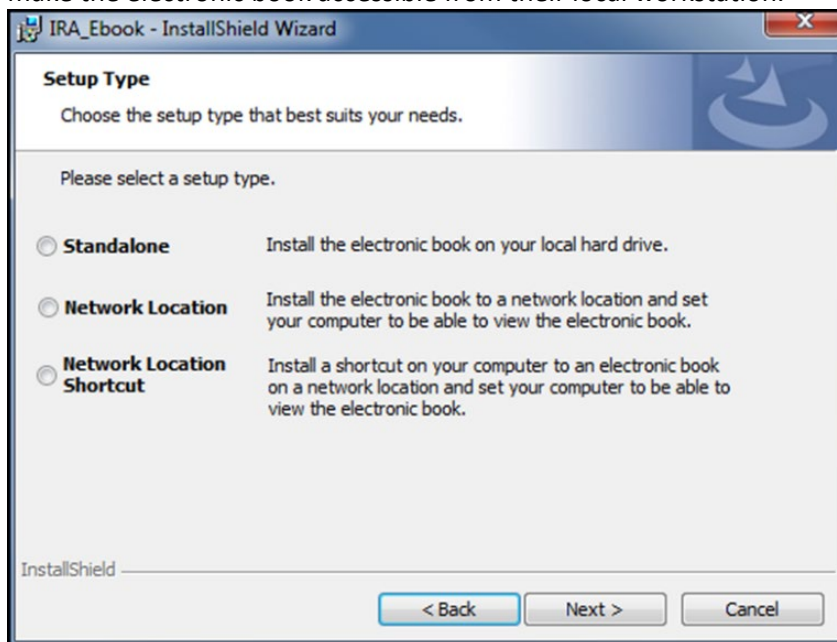 make the electronic book accessible from their local workstation.
IRA_Ebook - InstallShield Wizard
Setup Type
Choose the setup type that best suits your needs.
Please select a setup type.
Standalone
Install the electronic book on your local hard drive.
Network Location
Install the electronic book to a network location and set
your computer to be able to view the electronic book.
Network Location
Shortcut
Install a shortcut on your computer to an electronic book
on a network location and set your computer to be able to
view the electronic book.
InstallShield
< Back
Next >
Cancel